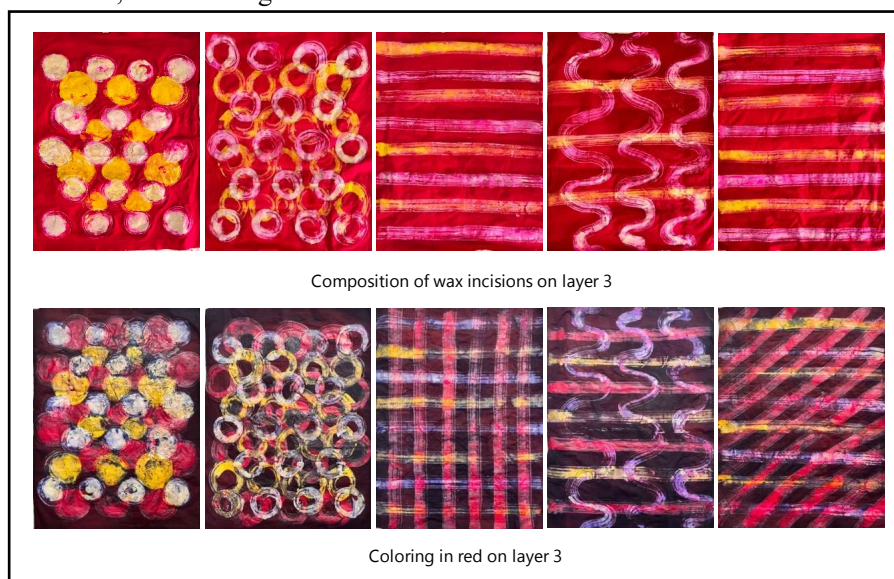 Composition of wax incisions on layer 3
Coloring in red on layer 3